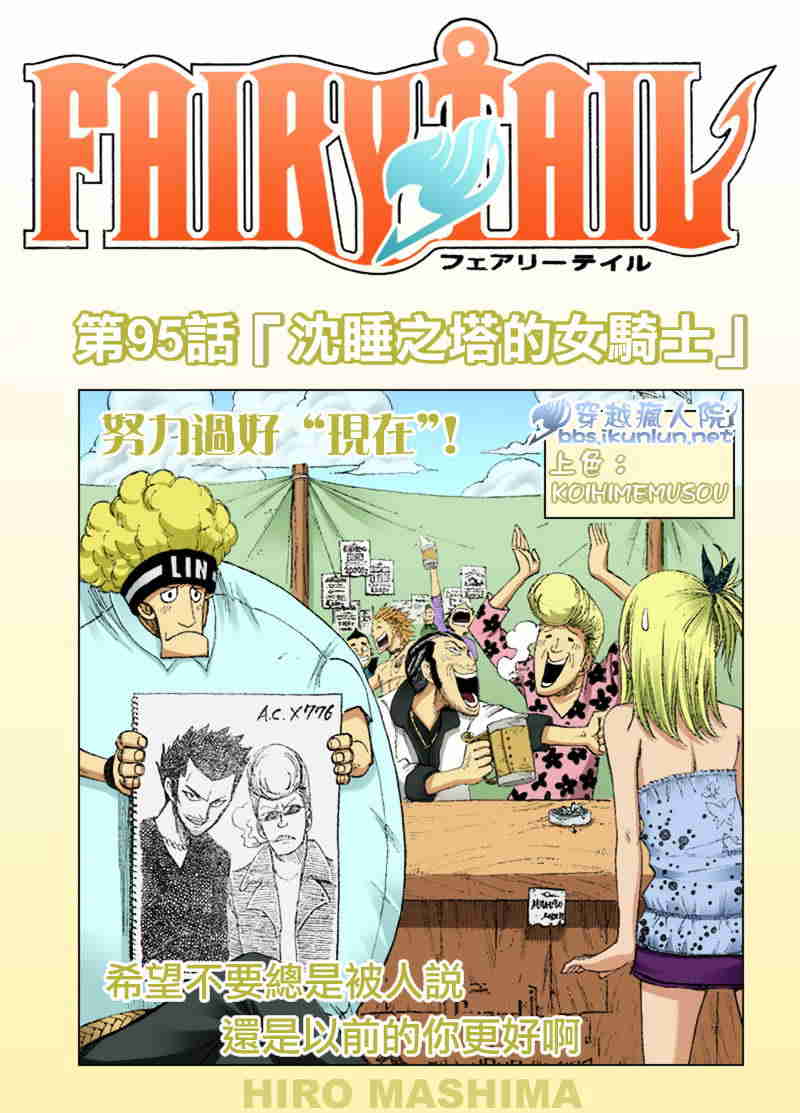 FAIRY TAIL
フェアリーテイル
第95話「沈睡之塔的女騎士」
努力過好“現在”!
穿越瘋人院
bbs.ikunlun.net
上色：
KOIHIMEMUSOU
LIN
A.C.X776
希望不要總是被人説
還是以前的你更好啊
HIRO MASHIMA